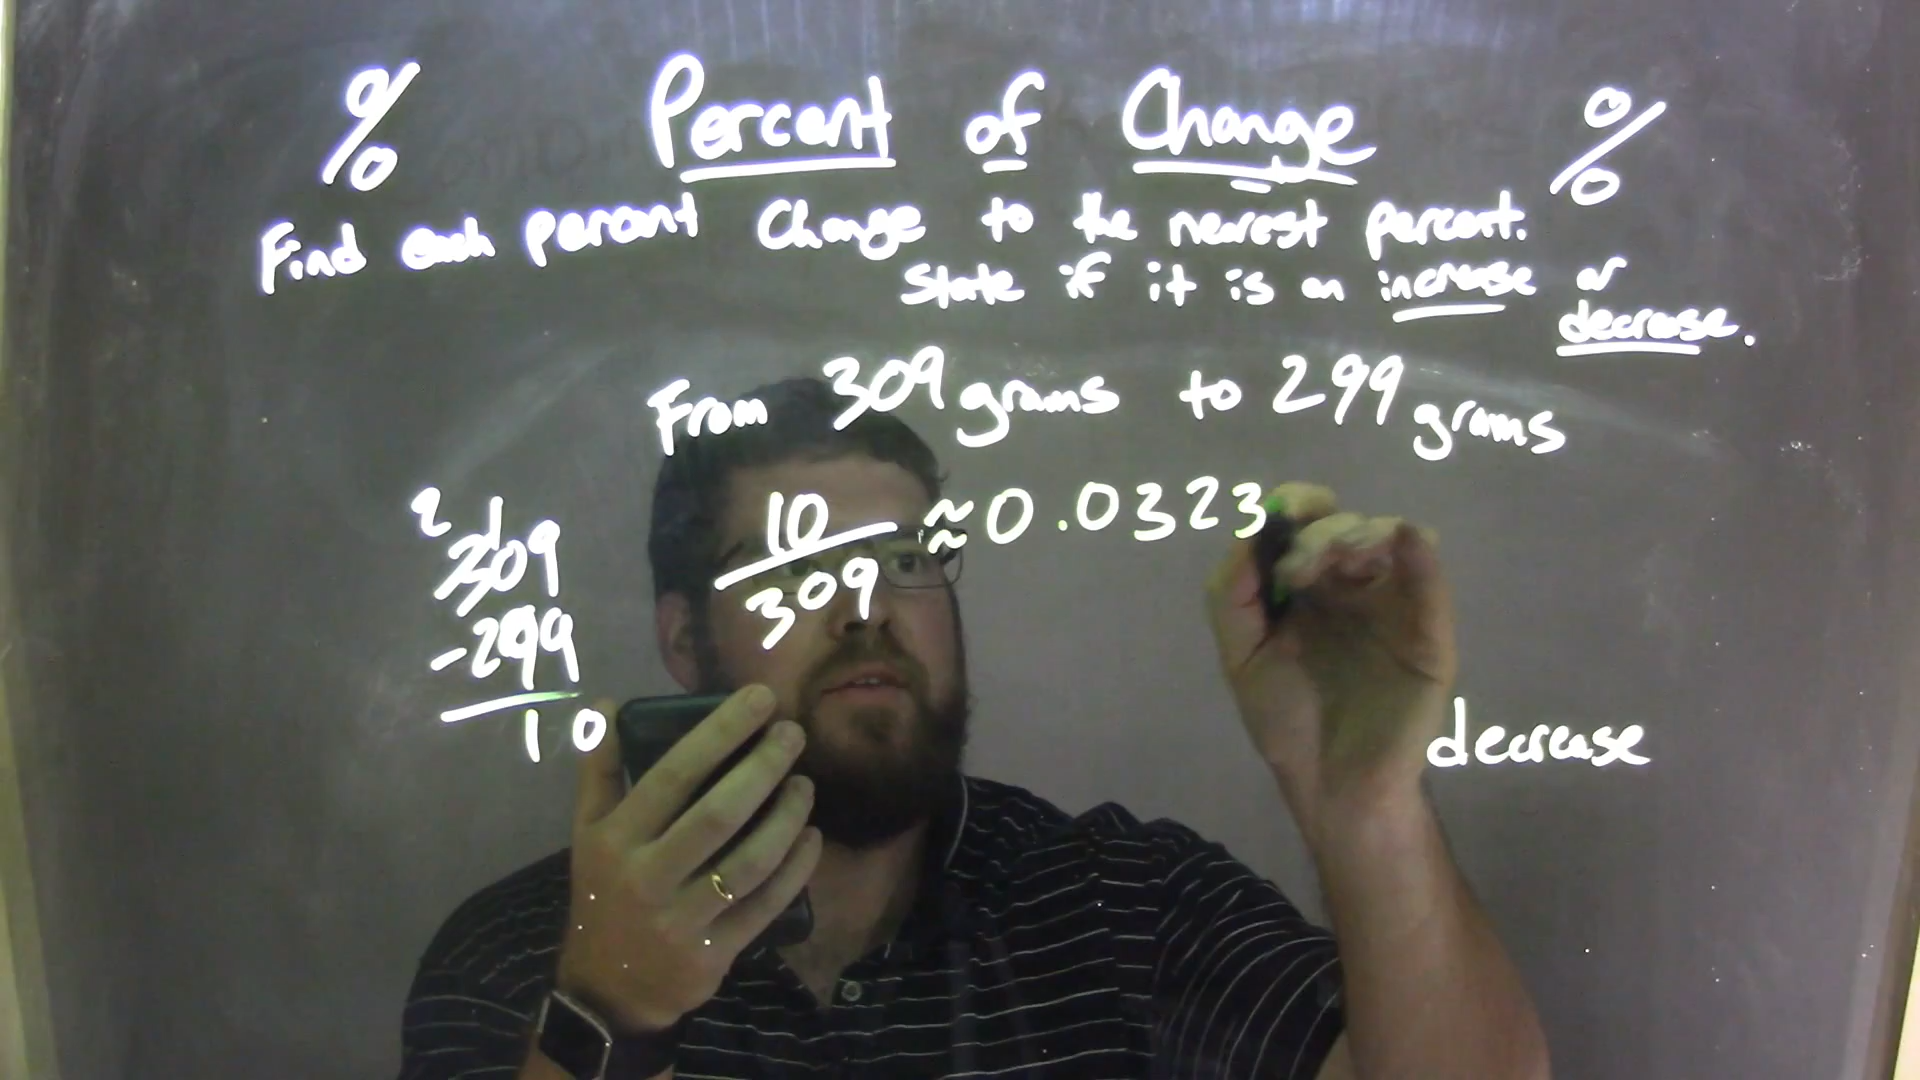 % Percent of Change %
Find each percent change to the nearest percent.
State if it is an increase or
decrease.
From 309 grams to 299 grams
2 1
309
-299
10
10
309
≈ 0.0323
decrease